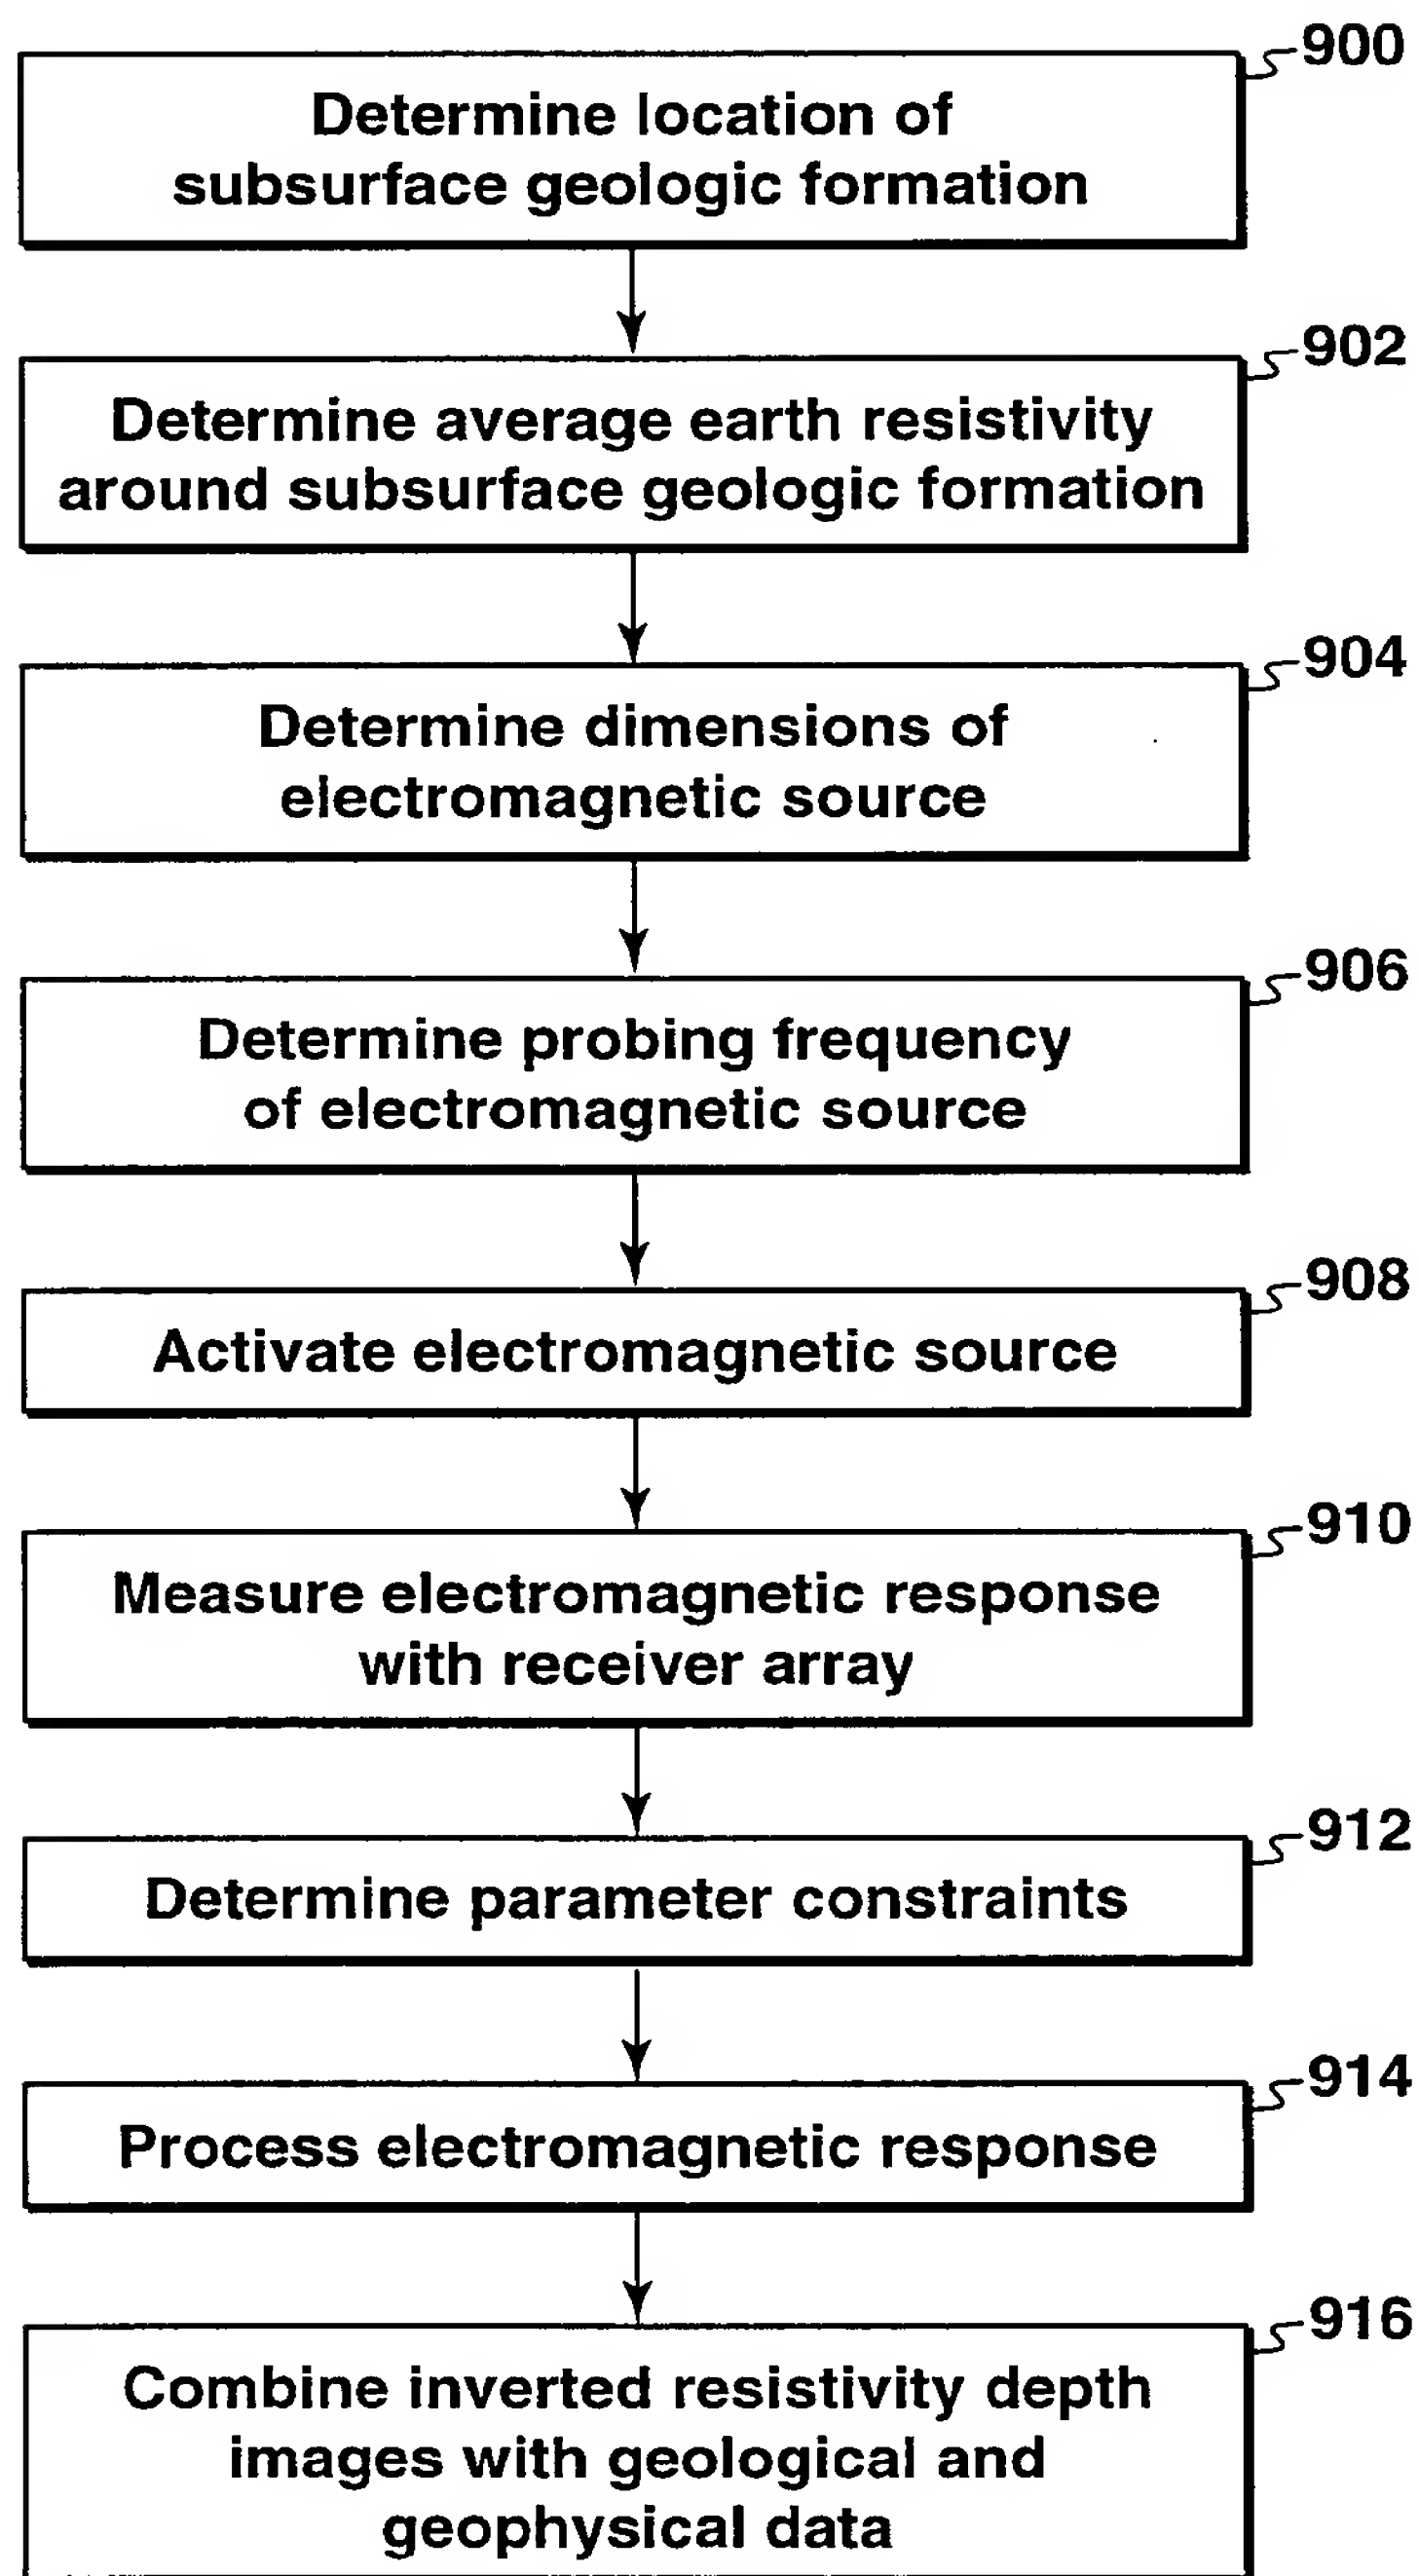 900
Determine location of
subsurface geologic formation
902
Determine average earth resistivity
around subsurface geologic formation
904
Determine dimensions of
electromagnetic source
906
Determine probing frequency
of electromagnetic source
908
Activate electromagnetic source
910
Measure electromagnetic response
with receiver array
912
Determine parameter constraints
914
Process electromagnetic response
916
Combine inverted resistivity depth
images with geological and
geophysical data